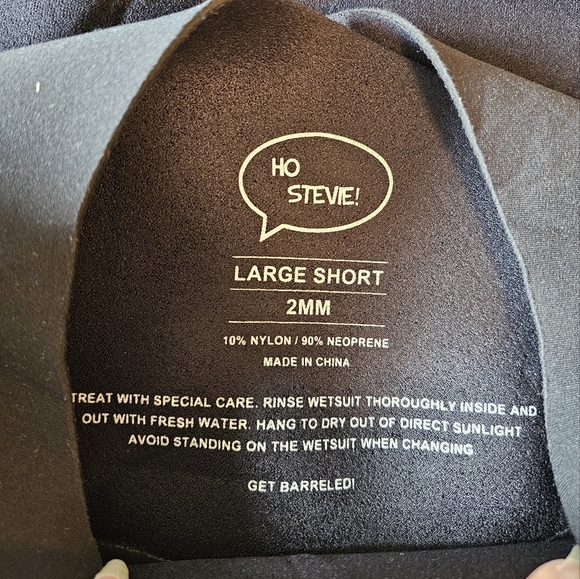 HO
STEVIE!
LARGE SHORT
2MM
10% NYLON / 90% NEOPRENE
MADE IN CHINA
TREAT WITH SPECIAL CARE. RINSE WETSUIT THOROUGHLY INSIDE AND
OUT WITH FRESH WATER. HANG TO DRY OUT OF DIRECT SUNLIGHT
AVOID STANDING ON THE WETSUIT WHEN CHANGING
GET BARRELED!